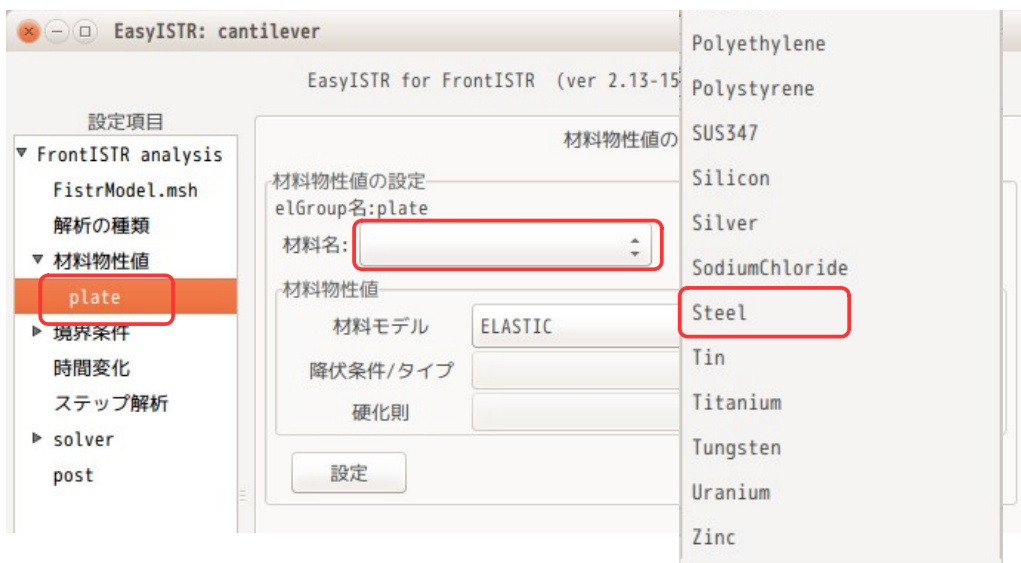 EasyISTR: cantilever
EasyISTR for FrontISTR (ver 2.13-15
設定項目
FrontISTR analysis
FistrModel.msh
解析の種類
材料物性値
plate
境界条件
時間変化
ステップ解析
solver
post
材料物性値の
材料物性値の設定
elGroup名:plate
材料名:
材料物性値
材料モデル
ELASTIC
降伏条件/タイプ
硬化則
設定
Polyethylene
Polystyrene
SUS347
Silicon
Silver
SodiumChloride
Steel
Tin
Titanium
Tungsten
Uranium
Zinc